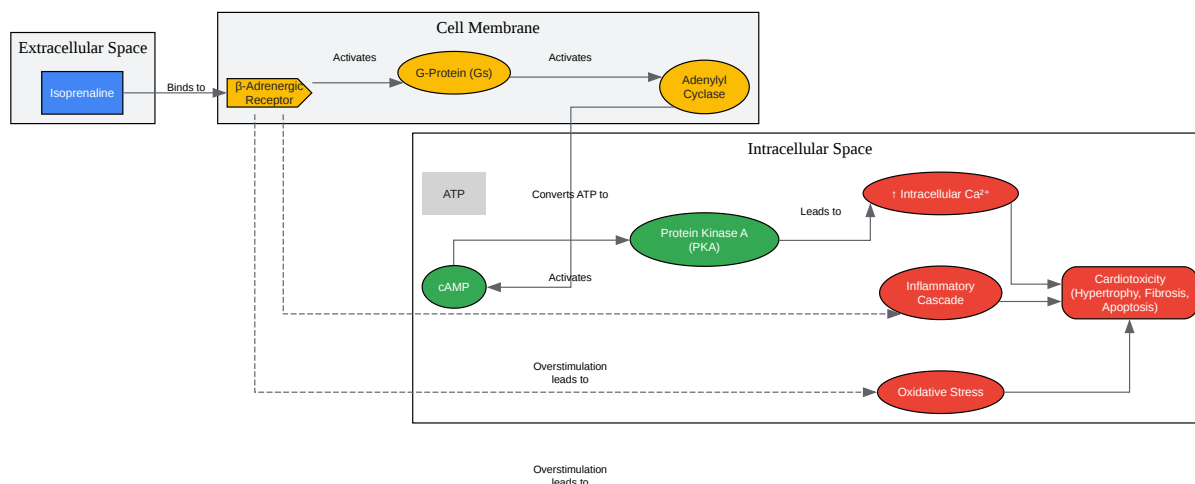 Cell Membrane
Extracellular Space
Isoprenaline
Binds to
β-Adrenergic
Receptor
Activates
G-Protein (Gs)
Activates
Adenylyl
Cyclase
Intracellular Space
ATP
Converts ATP to
↑ Intracellular Ca²⁺
Leads to
Protein Kinase A
(PKA)
cAMP
Activates
Inflammatory
Cascade
Cardiotoxicity
(Hypertrophy, Fibrosis,
Apoptosis)
Overstimulation
leads to
Oxidative Stress
Overstimulation
leads to